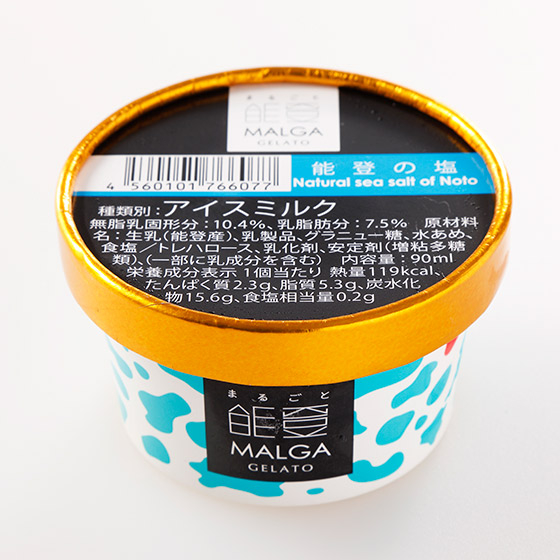 まるごと
能登
MALGA
GELATO
能登の塩
Natural sea salt of Noto
4 560101 766077
種類別:アイスミルク
無脂乳固形分:10.4%、乳脂肪分:7.5% 原材料
名:生乳(能登産)、乳製品、グラニュー糖、水あめ、
食塩/トレハロース、乳化剤、安定剤(増粘多糖
類)、(一部に乳成分を含む) 内容量:90ml
栄養成分表示 1個当たり 熱量119kcal、
たんぱく質2.3g、脂質5.3g、炭水化
物15.6g、食塩相当量0.2g
まるごと
能登
MALGA
GELATO